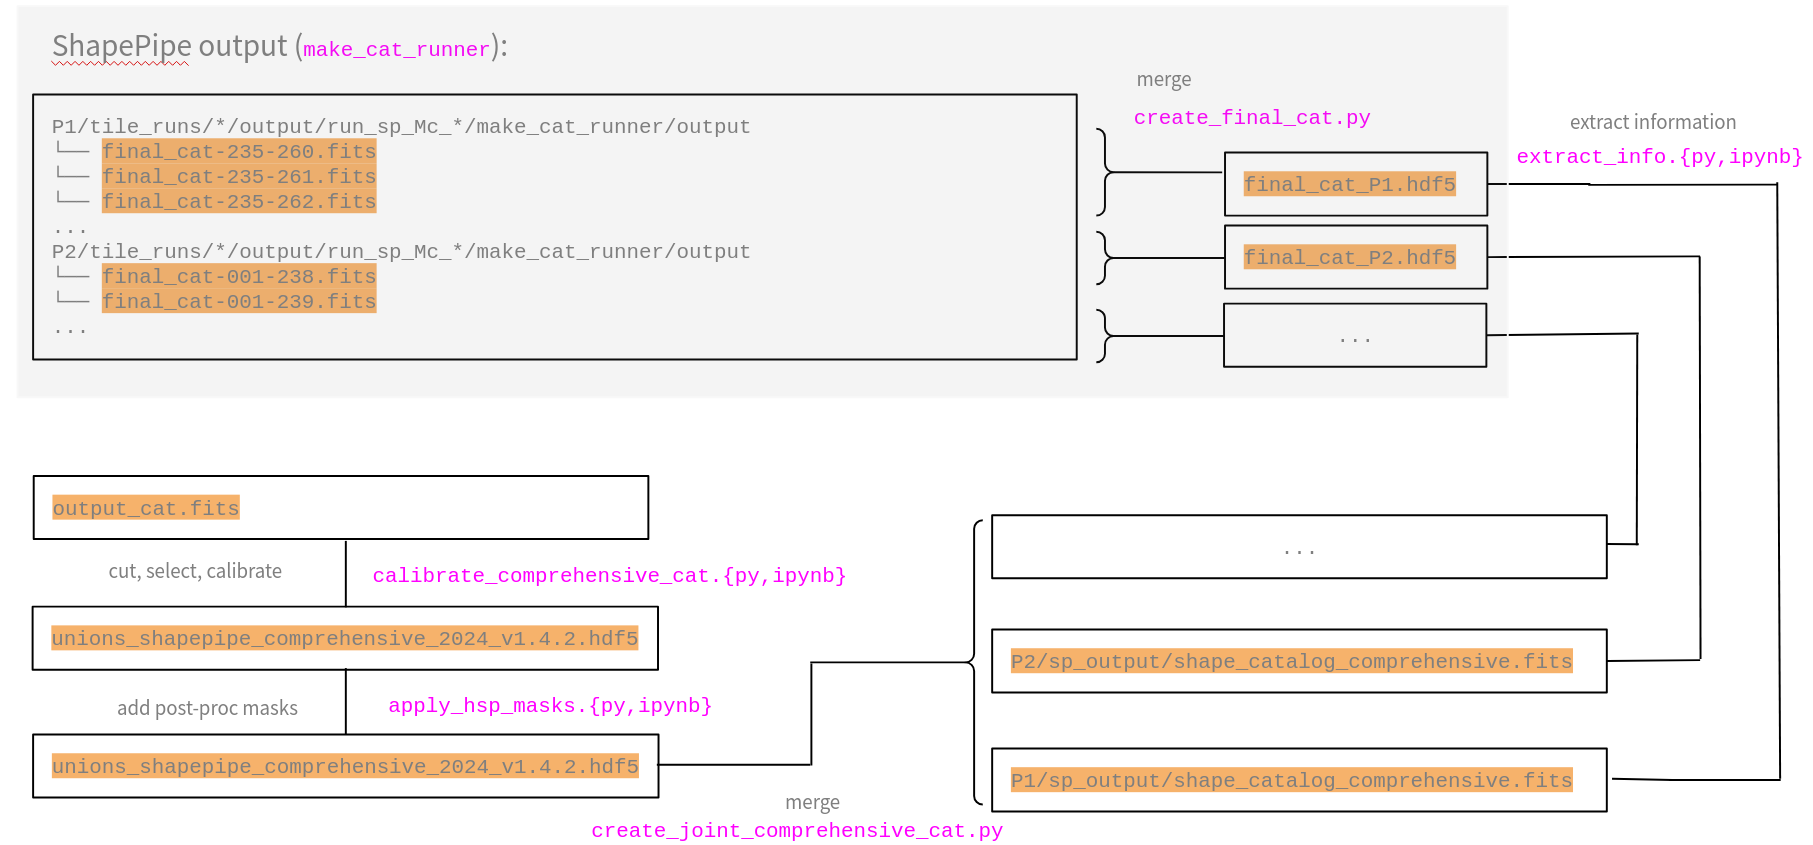 ShapePipe output (make_cat_runner):
P1/tile_runs/*/output/run_sp_Mc_*/make_cat_runner/output
└── final_cat-235-260.fits
└── final_cat-235-261.fits
└── final_cat-235-262.fits
...
P2/tile_runs/*/output/run_sp_Mc_*/make_cat_runner/output
└── final_cat-001-238.fits
└── final_cat-001-239.fits
...
merge
create_final_cat.py
final_cat_P1.hdf5
final_cat_P2.hdf5
...
extract information
extract_info.{py,ipynb}
...
P2/sp_output/shape_catalog_comprehensive.fits
P1/sp_output/shape_catalog_comprehensive.fits
merge
create_joint_comprehensive_cat.py
output_cat.fits
cut, select, calibrate
calibrate_comprehensive_cat.{py,ipynb}
unions_shapepipe_comprehensive_2024_v1.4.2.hdf5
add post-proc masks
apply_hsp_masks.{py,ipynb}
unions_shapepipe_comprehensive_2024_v1.4.2.hdf5